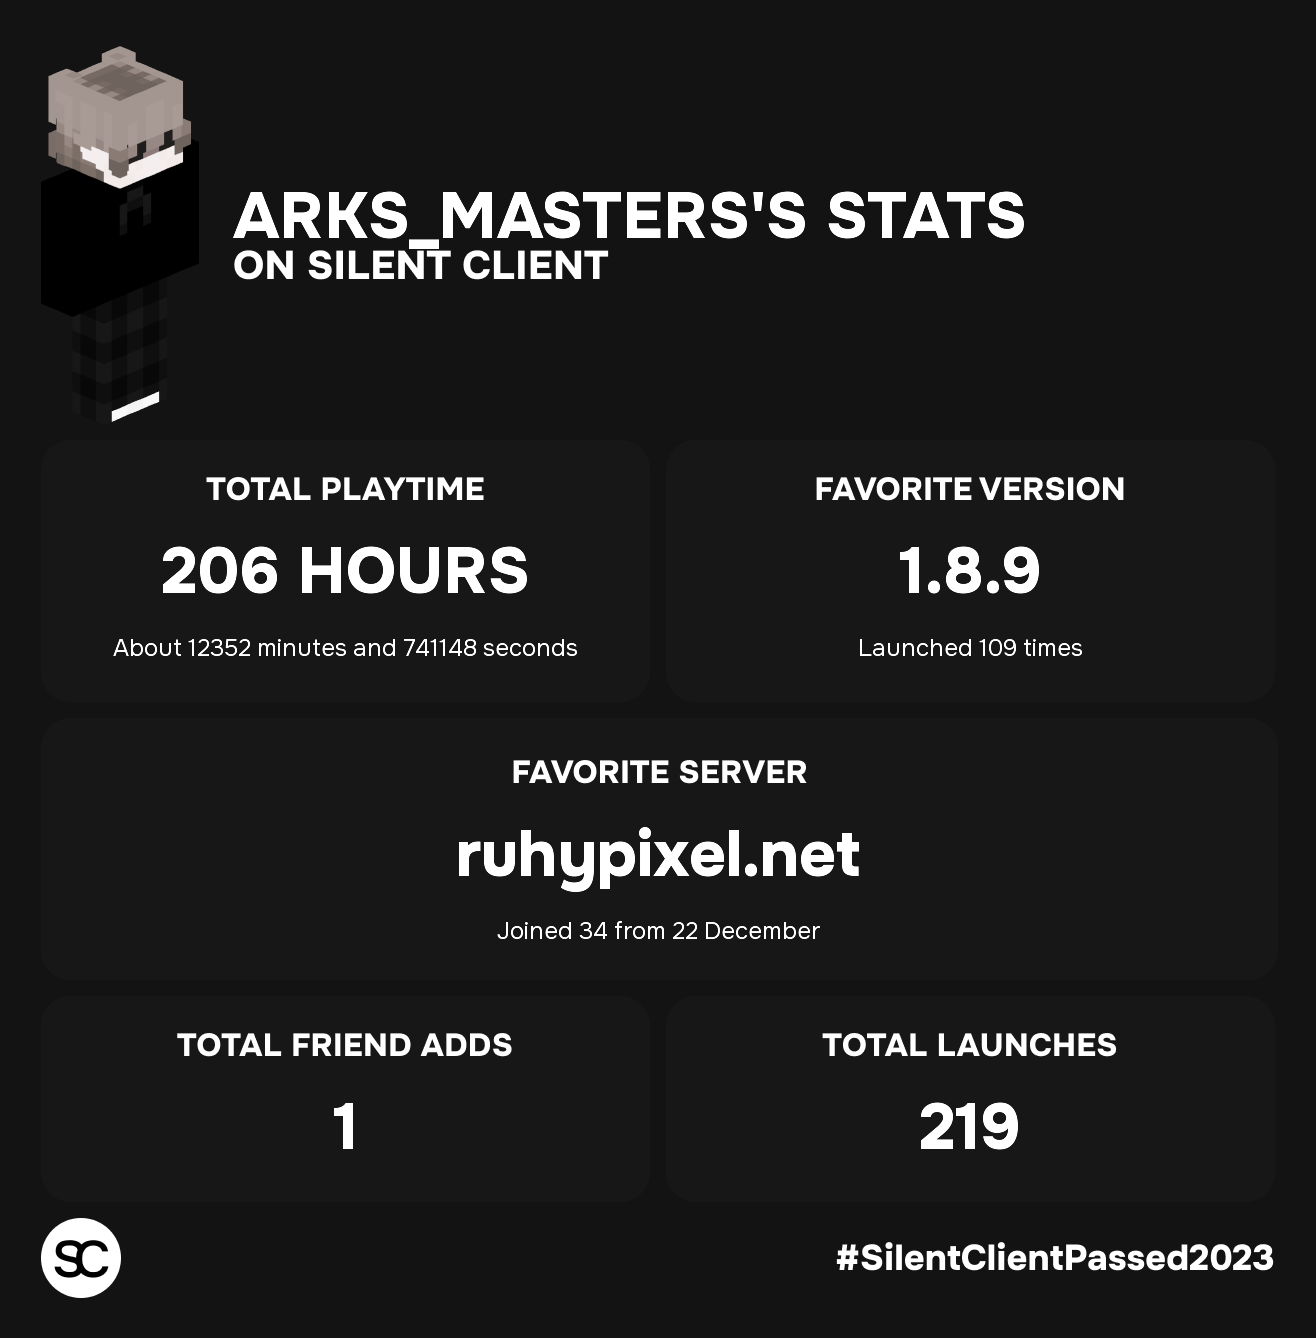 ARKS_MASTERS'S STATS
ON SILENT CLIENT
TOTAL PLAYTIME
206 HOURS
About 12352 minutes and 741148 seconds
FAVORITE VERSION
1.8.9
Launched 109 times
FAVORITE SERVER
ruhypixel.net
Joined 34 from 22 December
TOTAL FRIEND ADDS
1
TOTAL LAUNCHES
219
SC
#SilentClientPassed2023